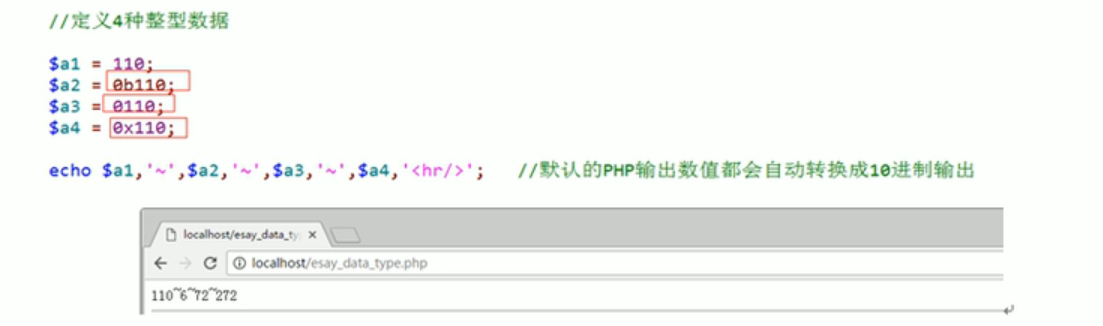 //定义4种整型数据
$a1 = 110;
$a2 = 0b110;
$a3 = 0110;
$a4 = 0x110;
echo $a1,'~',$a2,'~',$a3,'~',$a4,'<hr/>';   //默认的PHP输出数值都会自动转换成10进制输出
localhost/esay_data_ty
localhost/esay_data_type.php
110~6~72~272